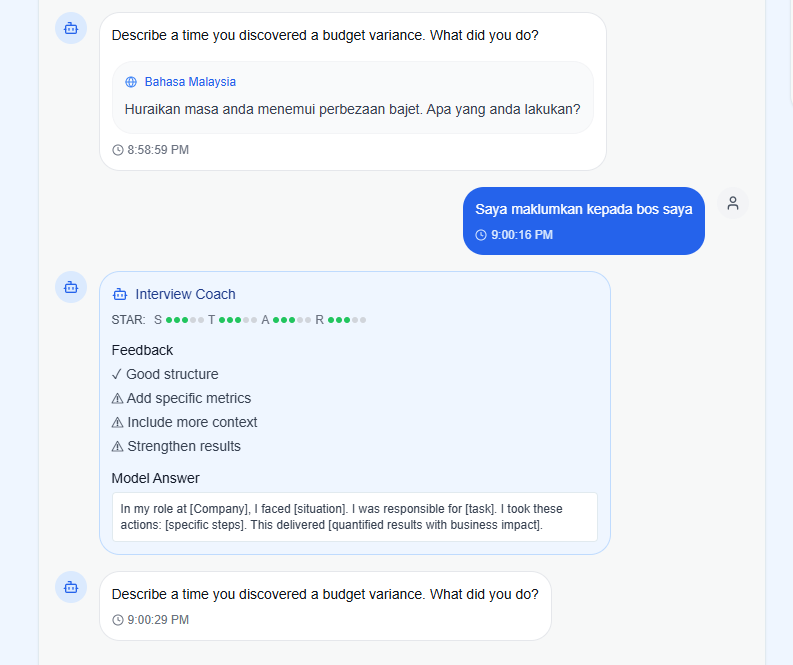 Describe a time you discovered a budget variance. What did you do?
Bahasa Malaysia
Huraikan masa anda menemui perbezaan bajet. Apa yang anda lakukan?
8:58:59 PM
Saya maklumkan kepada bos saya
9:00:16 PM
Interview Coach
STAR: S T A R
Feedback
✓ Good structure
⚠ Add specific metrics
⚠ Include more context
⚠ Strengthen results
Model Answer
In my role at [Company], I faced [situation]. I was responsible for [task]. I took these
actions: [specific steps]. This delivered [quantified results with business impact].
Describe a time you discovered a budget variance. What did you do?
9:00:29 PM